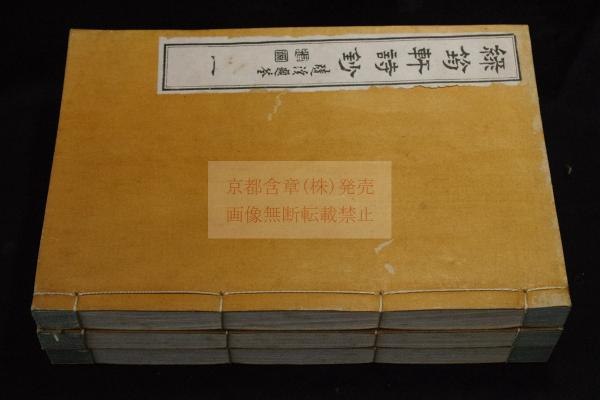 緑筠軒詩鈔
一
京都含章(株)発売
画像無断転載禁止